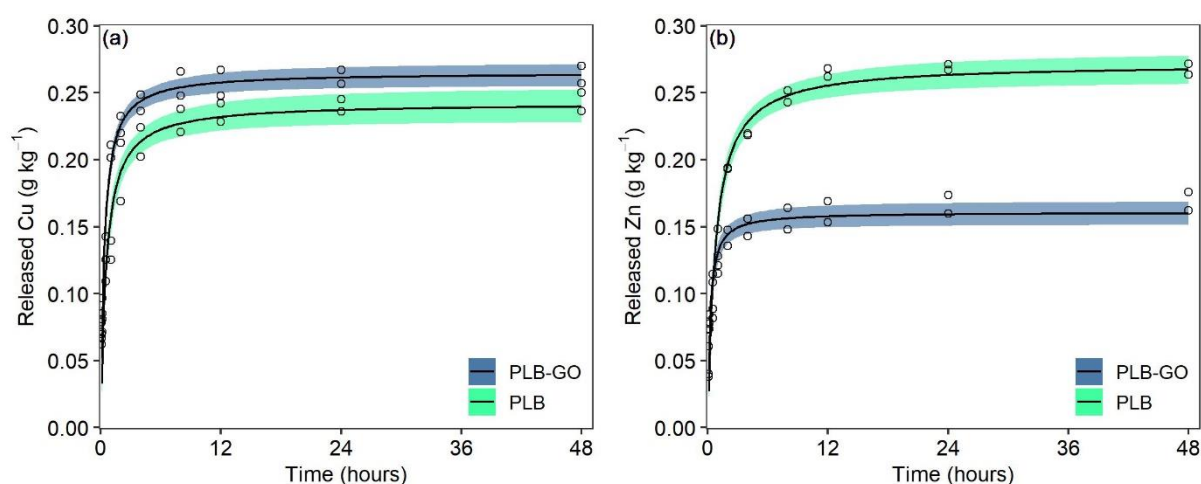 (a)
Released Cu (g kg⁻¹)
0.30
0.25
0.20
0.15
0.10
0.05
0.00
PLB-GO
PLB
0 12 24 36 48
Time (hours)
(b)
Released Zn (g kg⁻¹)
0.30
0.25
0.20
0.15
0.10
0.05
0.00
PLB-GO
PLB
0 12 24 36 48
Time (hours)